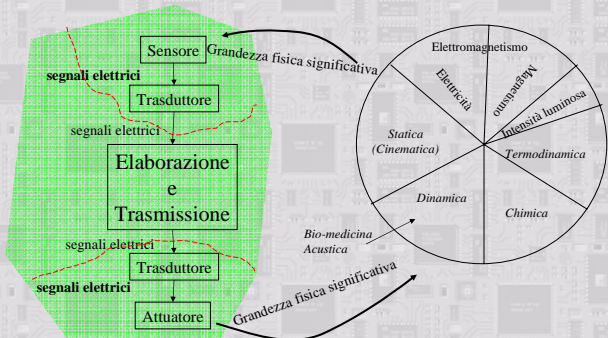 Sensore
Grandezza fisica significativa
segnali elettrici
Trasduttore
segnali elettrici
Elaborazione
e
Trasmissione
segnali elettrici
Trasduttore
segnali elettrici
Attuatore
Grandezza fisica significativa
Elettromagnetismo
Elettricità
Magnetismo
Intensità luminosa
Statica
(Cinematica)
Termodinamica
Dinamica
Chimica
Bio-medicina
Acustica